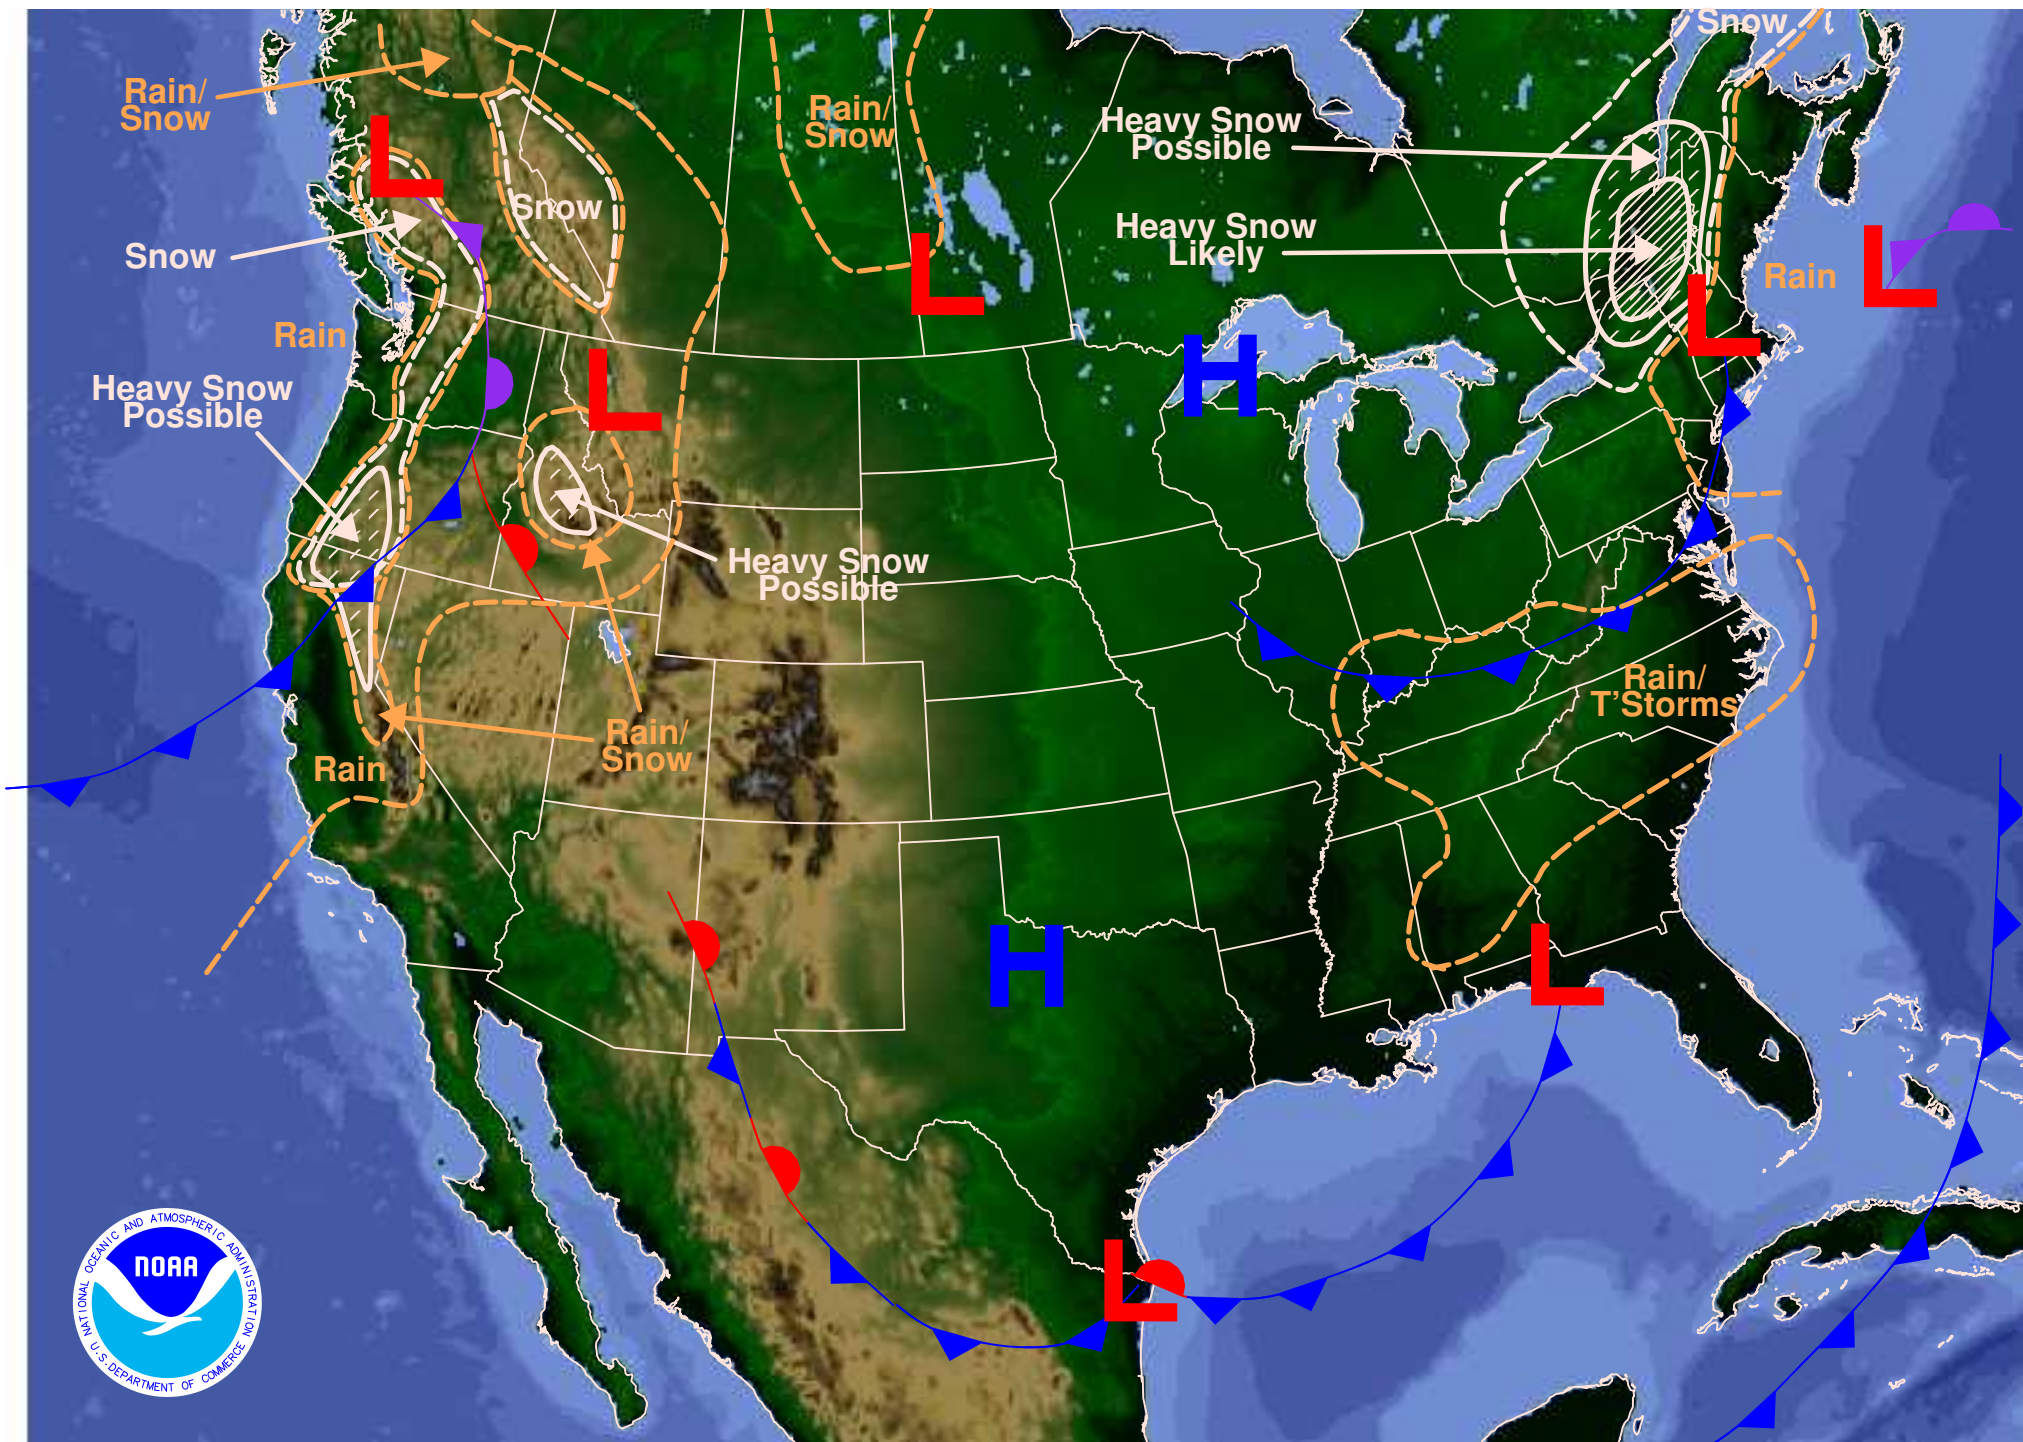 Snow
Rain/
Snow
Rain/
Snow
Heavy Snow
Possible
Snow
Heavy Snow
Likely
Snow
Rain
Rain
L
L
L
L
L
L
L
H
H
Heavy Snow
Possible
Heavy Snow
Possible
Rain/
T'Storms
Rain/
Snow
Rain
NATIONAL OCEANIC AND ATMOSPHERIC ADMINISTRATION
NOAA
U.S. DEPARTMENT OF COMMERCE